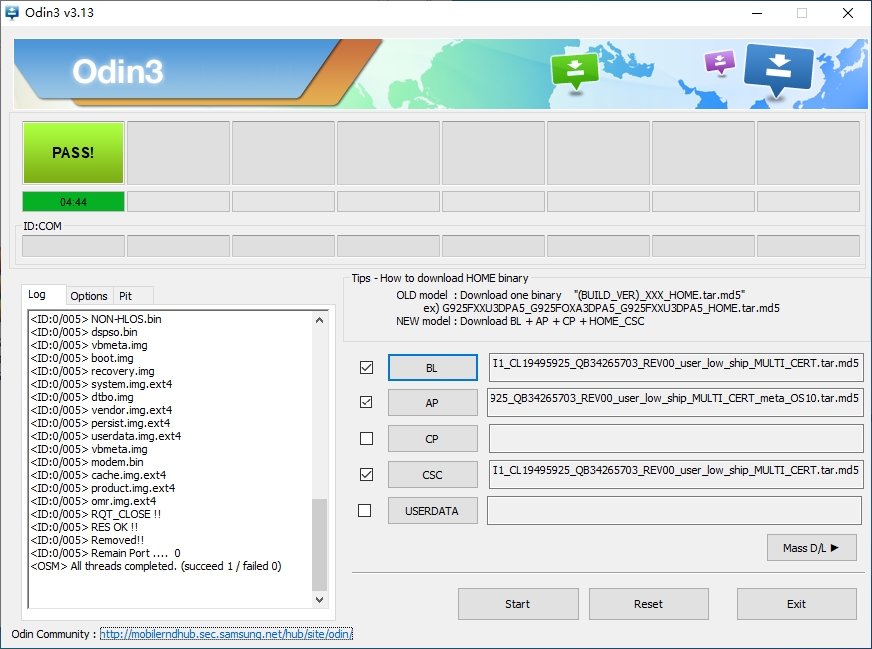 Odin3 v3.13
Odin3
PASS!
04:44
ID:COM
Log
Options
Pit
<ID:0/005> NON-HLOS.bin
<ID:0/005> dspso.bin
<ID:0/005> vbmeta.img
<ID:0/005> boot.img
<ID:0/005> recovery.img
<ID:0/005> system.img.ext4
<ID:0/005> dtbo.img
<ID:0/005> vendor.img.ext4
<ID:0/005> persist.img.ext4
<ID:0/005> userdata.img.ext4
<ID:0/005> vbmeta.img
<ID:0/005> modem.bin
<ID:0/005> cache.img.ext4
<ID:0/005> product.img.ext4
<ID:0/005> omr.img.ext4
<ID:0/005> RQT_CLOSE !!
<ID:0/005> RES OK !!
<ID:0/005> Removed!!
<ID:0/005> Remain Port .... 0
<OSM> All threads completed. (succeed 1 / failed 0)
Tips - How to download HOME binary
OLD model : Download one binary "(BUILD_VER)_XXX_HOME.tar.md5"
ex) G925FXXU3DPA5_G925FOXA3DPA5_G925FXXU3DPA5_HOME.tar.md5
NEW model : Download BL + AP + CP + HOME_CSC
BL
I1_CL19495925_QB34265703_REV00_user_low_ship_MULTI_CERT.tar.md5
AP
925_QB34265703_REV00_user_low_ship_MULTI_CERT_meta_OS10.tar.md5
CP
CSC
I1_CL19495925_QB34265703_REV00_user_low_ship_MULTI_CERT.tar.md5
USERDATA
Mass D/L ▶
Start
Reset
Exit
Odin Community : http://mobilerndhub.sec.samsung.net/hub/site/odin/